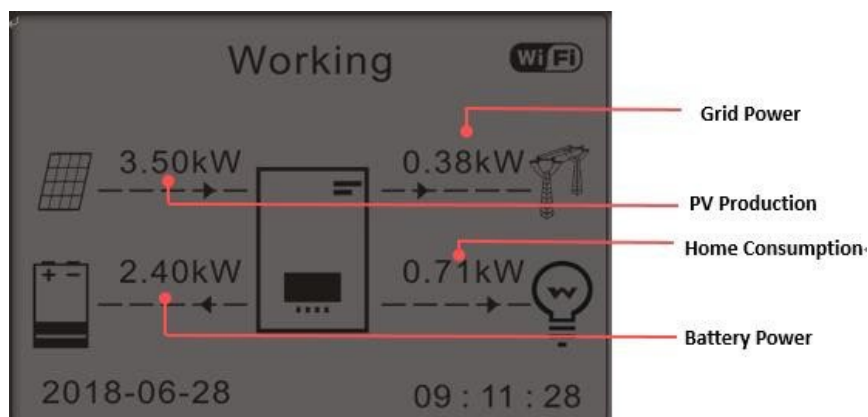 Working
WiFi
Grid Power
3.50kW
0.38kW
PV Production
Home Consumption
2.40kW
0.71kW
Battery Power
2018-06-28
09 : 11 : 28